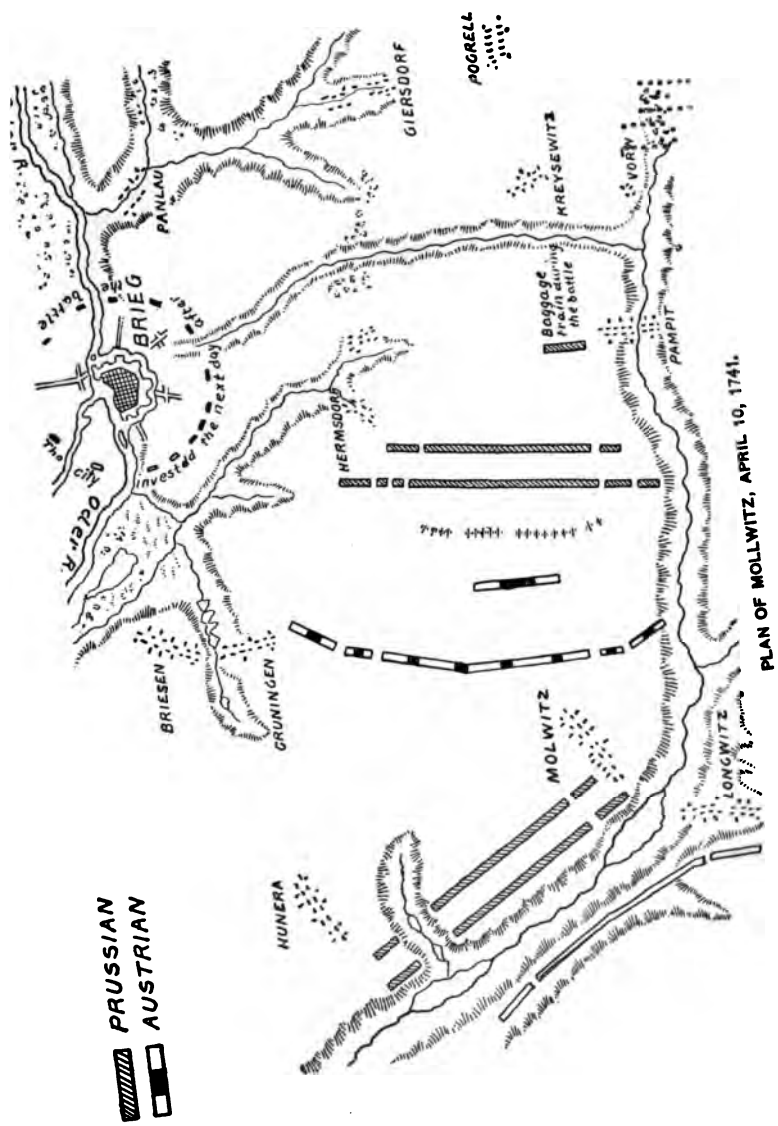 PRUSSIAN
AUSTRIAN
HUNERA
BRIESEN
GRUNINGEN
Oder R.
city
BRIEG
invested the next day
after
the
battle
R.
PANLAU
GIERSDORF
POGRELL
HERMSDORF
KREYSEWITZ
Baggage
train during
the battle
PAMPIT
MOLWITZ
LONGWITZ
PLAN OF MOLLWITZ, APRIL 10, 1741.